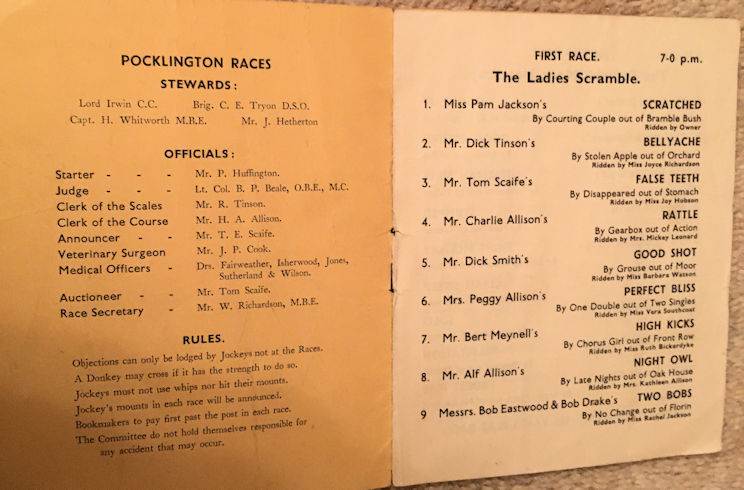 POCKLINGTON RACES
STEWARDS:
Lord Irwin C.C. Brig. C. E. Tryon D.S.O.
Capt. H. Whitworth M.B.E. Mr. J. Hetherton
OFFICIALS:
Starter - - - Mr. P. Huffington.
Judge - - - Lt. Col. B. P. Beale, O.B.E., M.C.
Clerk of the Scales Mr. R. Tinson.
Clerk of the Course Mr. H. A. Allison.
Announcer - - Mr. T. E. Scaife.
Veterinary Surgeon Mr. J. P. Cook.
Medical Officers - Drs. Fairweather, Isherwood, Jones,
Sutherland & Wilson.
Auctioneer - - Mr. Tom Scaife.
Race Secretary - Mr. W. Richardson, M.B.E.
RULES.
Objections can only be lodged by Jockeys not at the Races.
A Donkey may cross if it has the strength to do so.
Jockeys must not use whips nor hit their mounts.
Jockey's mounts in each race will be announced.
Bookmakers to pay first past the post in each race.
The Committee do not hold themselves responsible for
any accident that may occur.
FIRST RACE. 7-0 p.m.
The Ladies Scramble.
1. Miss Pam Jackson's SCRATCHED
By Courting Couple out of Bramble Bush
Ridden by Owner
2. Mr. Dick Tinson's BELLYACHE
By Stolen Apple out of Orchard
Ridden by Miss Joyce Richardson
3. Mr. Tom Scaife's FALSE TEETH
By Disappeared out of Stomach
Ridden by Miss Joy Hobson
4. Mr. Charlie Allison's RATTLE
By Gearbox out of Action
Ridden by Mrs. Mickey Leonard
5. Mr. Dick Smith's GOOD SHOT
By Grouse out of Moor
Ridden by Miss Barbara Watson
6. Mrs. Peggy Allison's PERFECT BLISS
By One Double out of Two Singles
Ridden by Miss Vera Southcoat
7. Mr. Bert Meynell's HIGH KICKS
By Chorus Girl out of Front Row
Ridden by Miss Ruth Bickerdyke
8. Mr. Alf Allison's NIGHT OWL
By Late Nights out of Oak House
Ridden by Mrs. Kathleen Allison
9 Messrs. Bob Eastwood & Bob Drake's TWO BOBS
By No Change out of Florin
Ridden by Miss Rachel Jackson